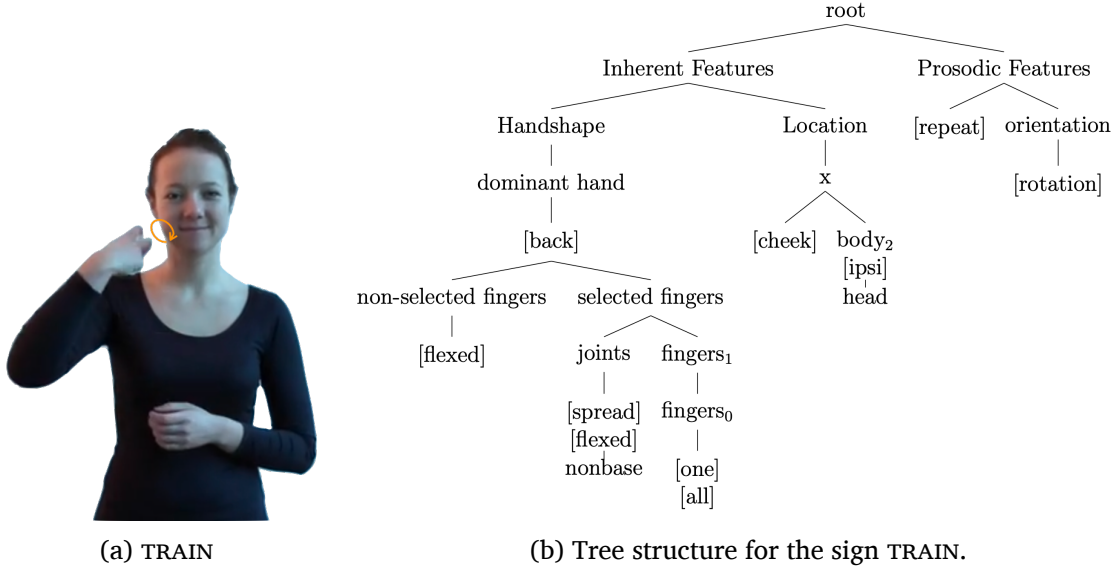 root
Inherent Features Prosodic Features
Handshape Location [repeat] orientation
dominant hand x [rotation]
[back] [cheek] body₂
[ipsi]
non-selected fingers selected fingers head
[flexed] joints fingers₁
[spread] fingers₀
[flexed]
nonbase [one]
[all]
(a) TRAIN (b) Tree structure for the sign TRAIN.